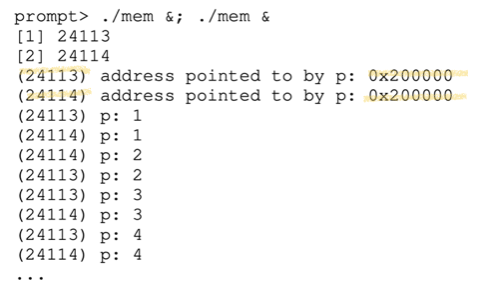 prompt> ./mem &; ./mem &
[1] 24113
[2] 24114
(24113) address pointed to by p: 0x200000
(24114) address pointed to by p: 0x200000
(24113) p: 1
(24114) p: 1
(24114) p: 2
(24113) p: 2
(24113) p: 3
(24114) p: 3
(24113) p: 4
(24114) p: 4
...